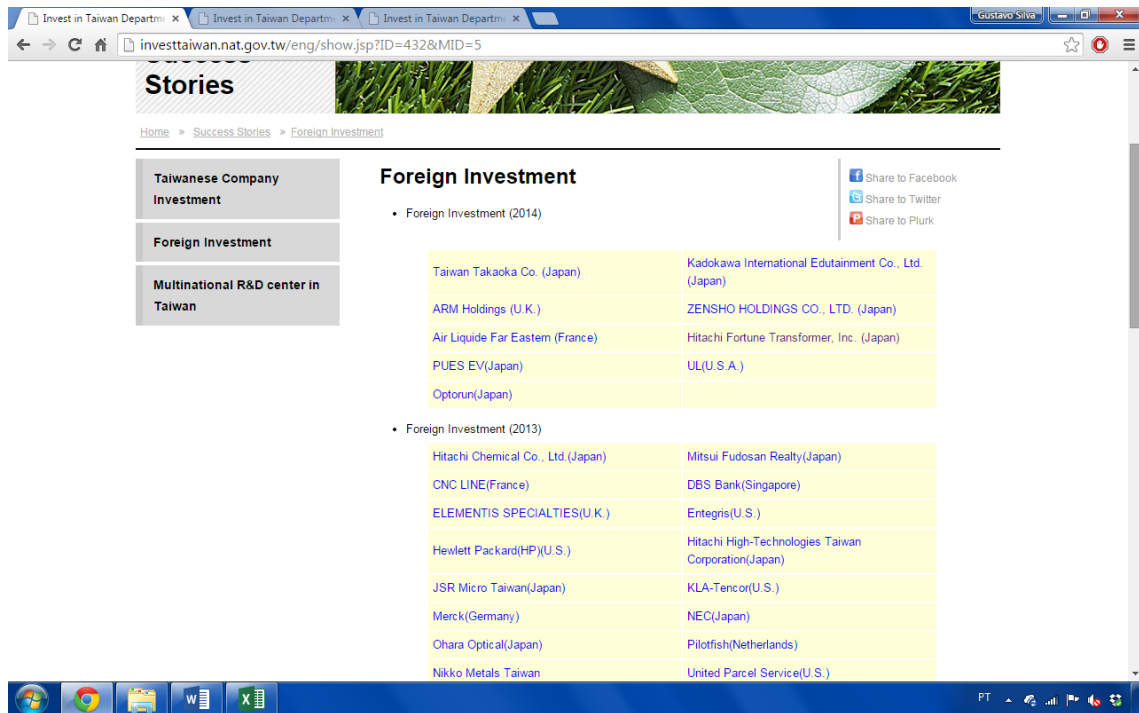 Invest in Taiwan Departm
Invest in Taiwan Departm
Invest in Taiwan Departm
Gustavo Silva
investtaiwan.nat.gov.tw/eng/show.jsp?ID=432&MID=5
Stories
Home » Success Stories » Foreign Investment
Taiwanese Company
Investment
Foreign Investment
Multinational R&D center in
Taiwan
Foreign Investment
Share to Facebook
Share to Twitter
Share to Plurk
• Foreign Investment (2014)
Taiwan Takaoka Co. (Japan)
Kadokawa International Edutainment Co., Ltd.
(Japan)
ARM Holdings (U.K.)
ZENSHO HOLDINGS CO., LTD. (Japan)
Air Liquide Far Eastern (France)
Hitachi Fortune Transformer, Inc. (Japan)
PUES EV(Japan)
UL(U.S.A.)
Optorun(Japan)
• Foreign Investment (2013)
Hitachi Chemical Co., Ltd.(Japan)
Mitsui Fudosan Realty(Japan)
CNC LINE(France)
DBS Bank(Singapore)
ELEMENTIS SPECIALTIES(U.K.)
Entegris(U.S.)
Hewlett Packard(HP)(U.S.)
Hitachi High-Technologies Taiwan
Corporation(Japan)
JSR Micro Taiwan(Japan)
KLA-Tencor(U.S.)
Merck(Germany)
NEC(Japan)
Ohara Optical(Japan)
Pilotfish(Netherlands)
Nikko Metals Taiwan
United Parcel Service(U.S.)
PT